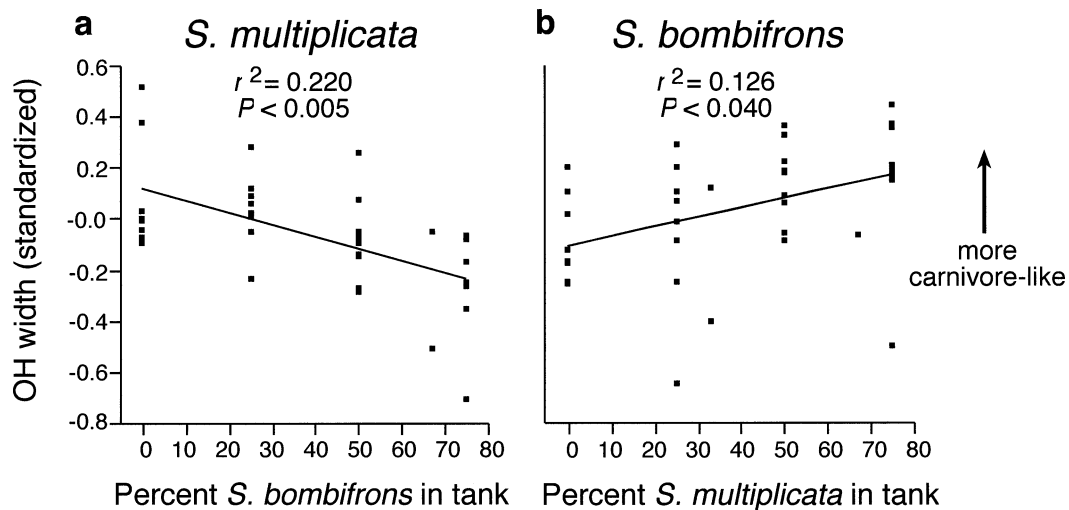 a
S. multiplicata
r 2 = 0.220
P < 0.005
OH width (standardized)
0.6
0.4
0.2
-0.0
-0.2
-0.4
-0.6
-0.8
0 10 20 30 40 50 60 70 80
Percent S. bombifrons in tank
b
S. bombifrons
r 2 = 0.126
P < 0.040
0 10 20 30 40 50 60 70 80
Percent S. multiplicata in tank
more
carnivore-like